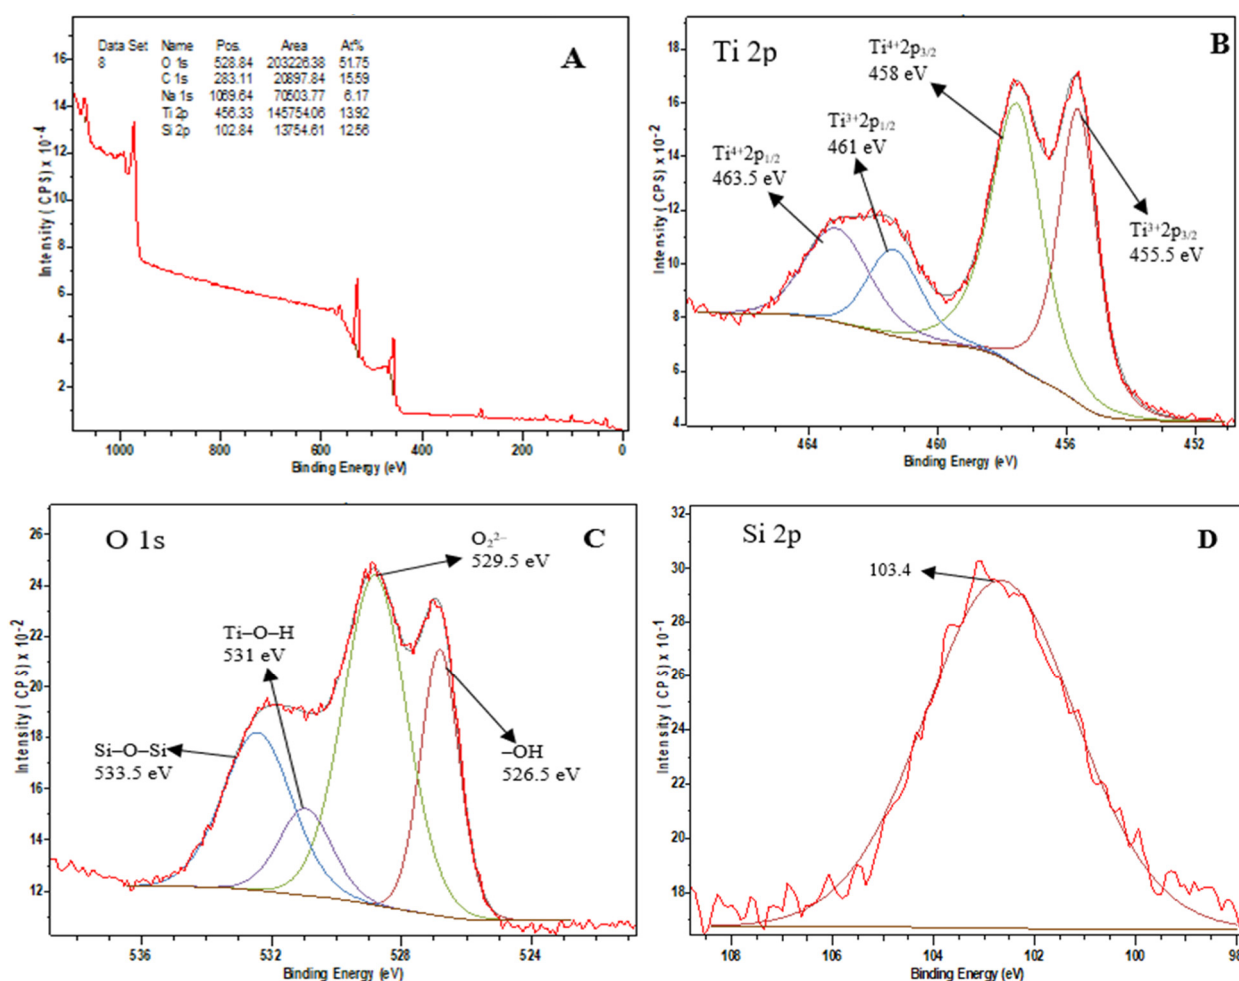 A
Data Set Name Pos. Area At%
8 O 1s 528.84 203226.38 51.75
C 1s 283.11 20897.84 15.59
Na 1s 1069.64 70503.77 6.17
Ti 2p 456.33 145754.06 13.92
Si 2p 102.84 13754.61 12.56
Intensity ( CPS) x 10⁻⁴
16
14
12
10
8
6
4
2
1000 800 600 400 200 0
Binding Energy (eV)
Ti 2p
B
Ti⁴⁺2p₃/₂
458 eV
Ti³⁺2p₁/₂
461 eV
Ti⁴⁺2p₁/₂
463.5 eV
Ti³⁺2p₃/₂
455.5 eV
Intensity ( CPS) x 10⁻²
16
14
12
10
8
6
4
464 460 456 452
Binding Energy (eV)
O 1s
C
O₂²⁻
529.5 eV
Ti–O–H
531 eV
Si–O–Si
533.5 eV
–OH
526.5 eV
Intensity ( CPS) x 10⁻²
26
24
22
20
18
16
14
12
536 532 528 524
Binding Energy (eV)
Si 2p
D
103.4
Intensity ( CPS) x 10⁻¹
32
30
28
26
24
22
20
18
108 106 104 102 100 98
Binding Energy (eV)